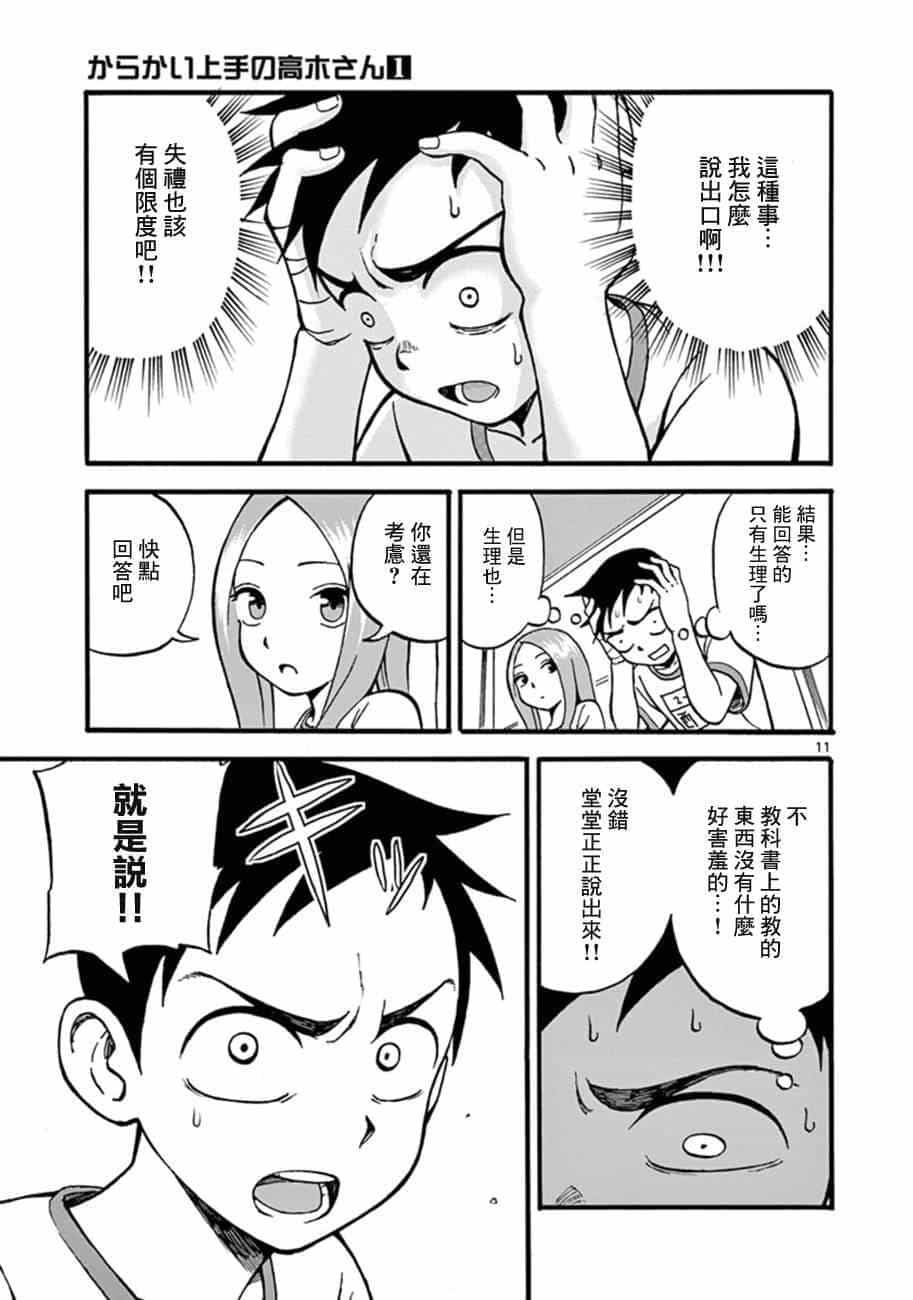 からかい上手の高木さん1
這種事…
我怎麼
說出口啊!!!
失禮也該
有個限度吧!!
結果…
能回答的
只有生理了嗎…
但是
生理也…
你還在
考慮?
快點
回答吧
11
不
教科書上的教的
東西沒有什麼
好害羞的…!
沒錯
堂堂正正說出來!!
就是説!!